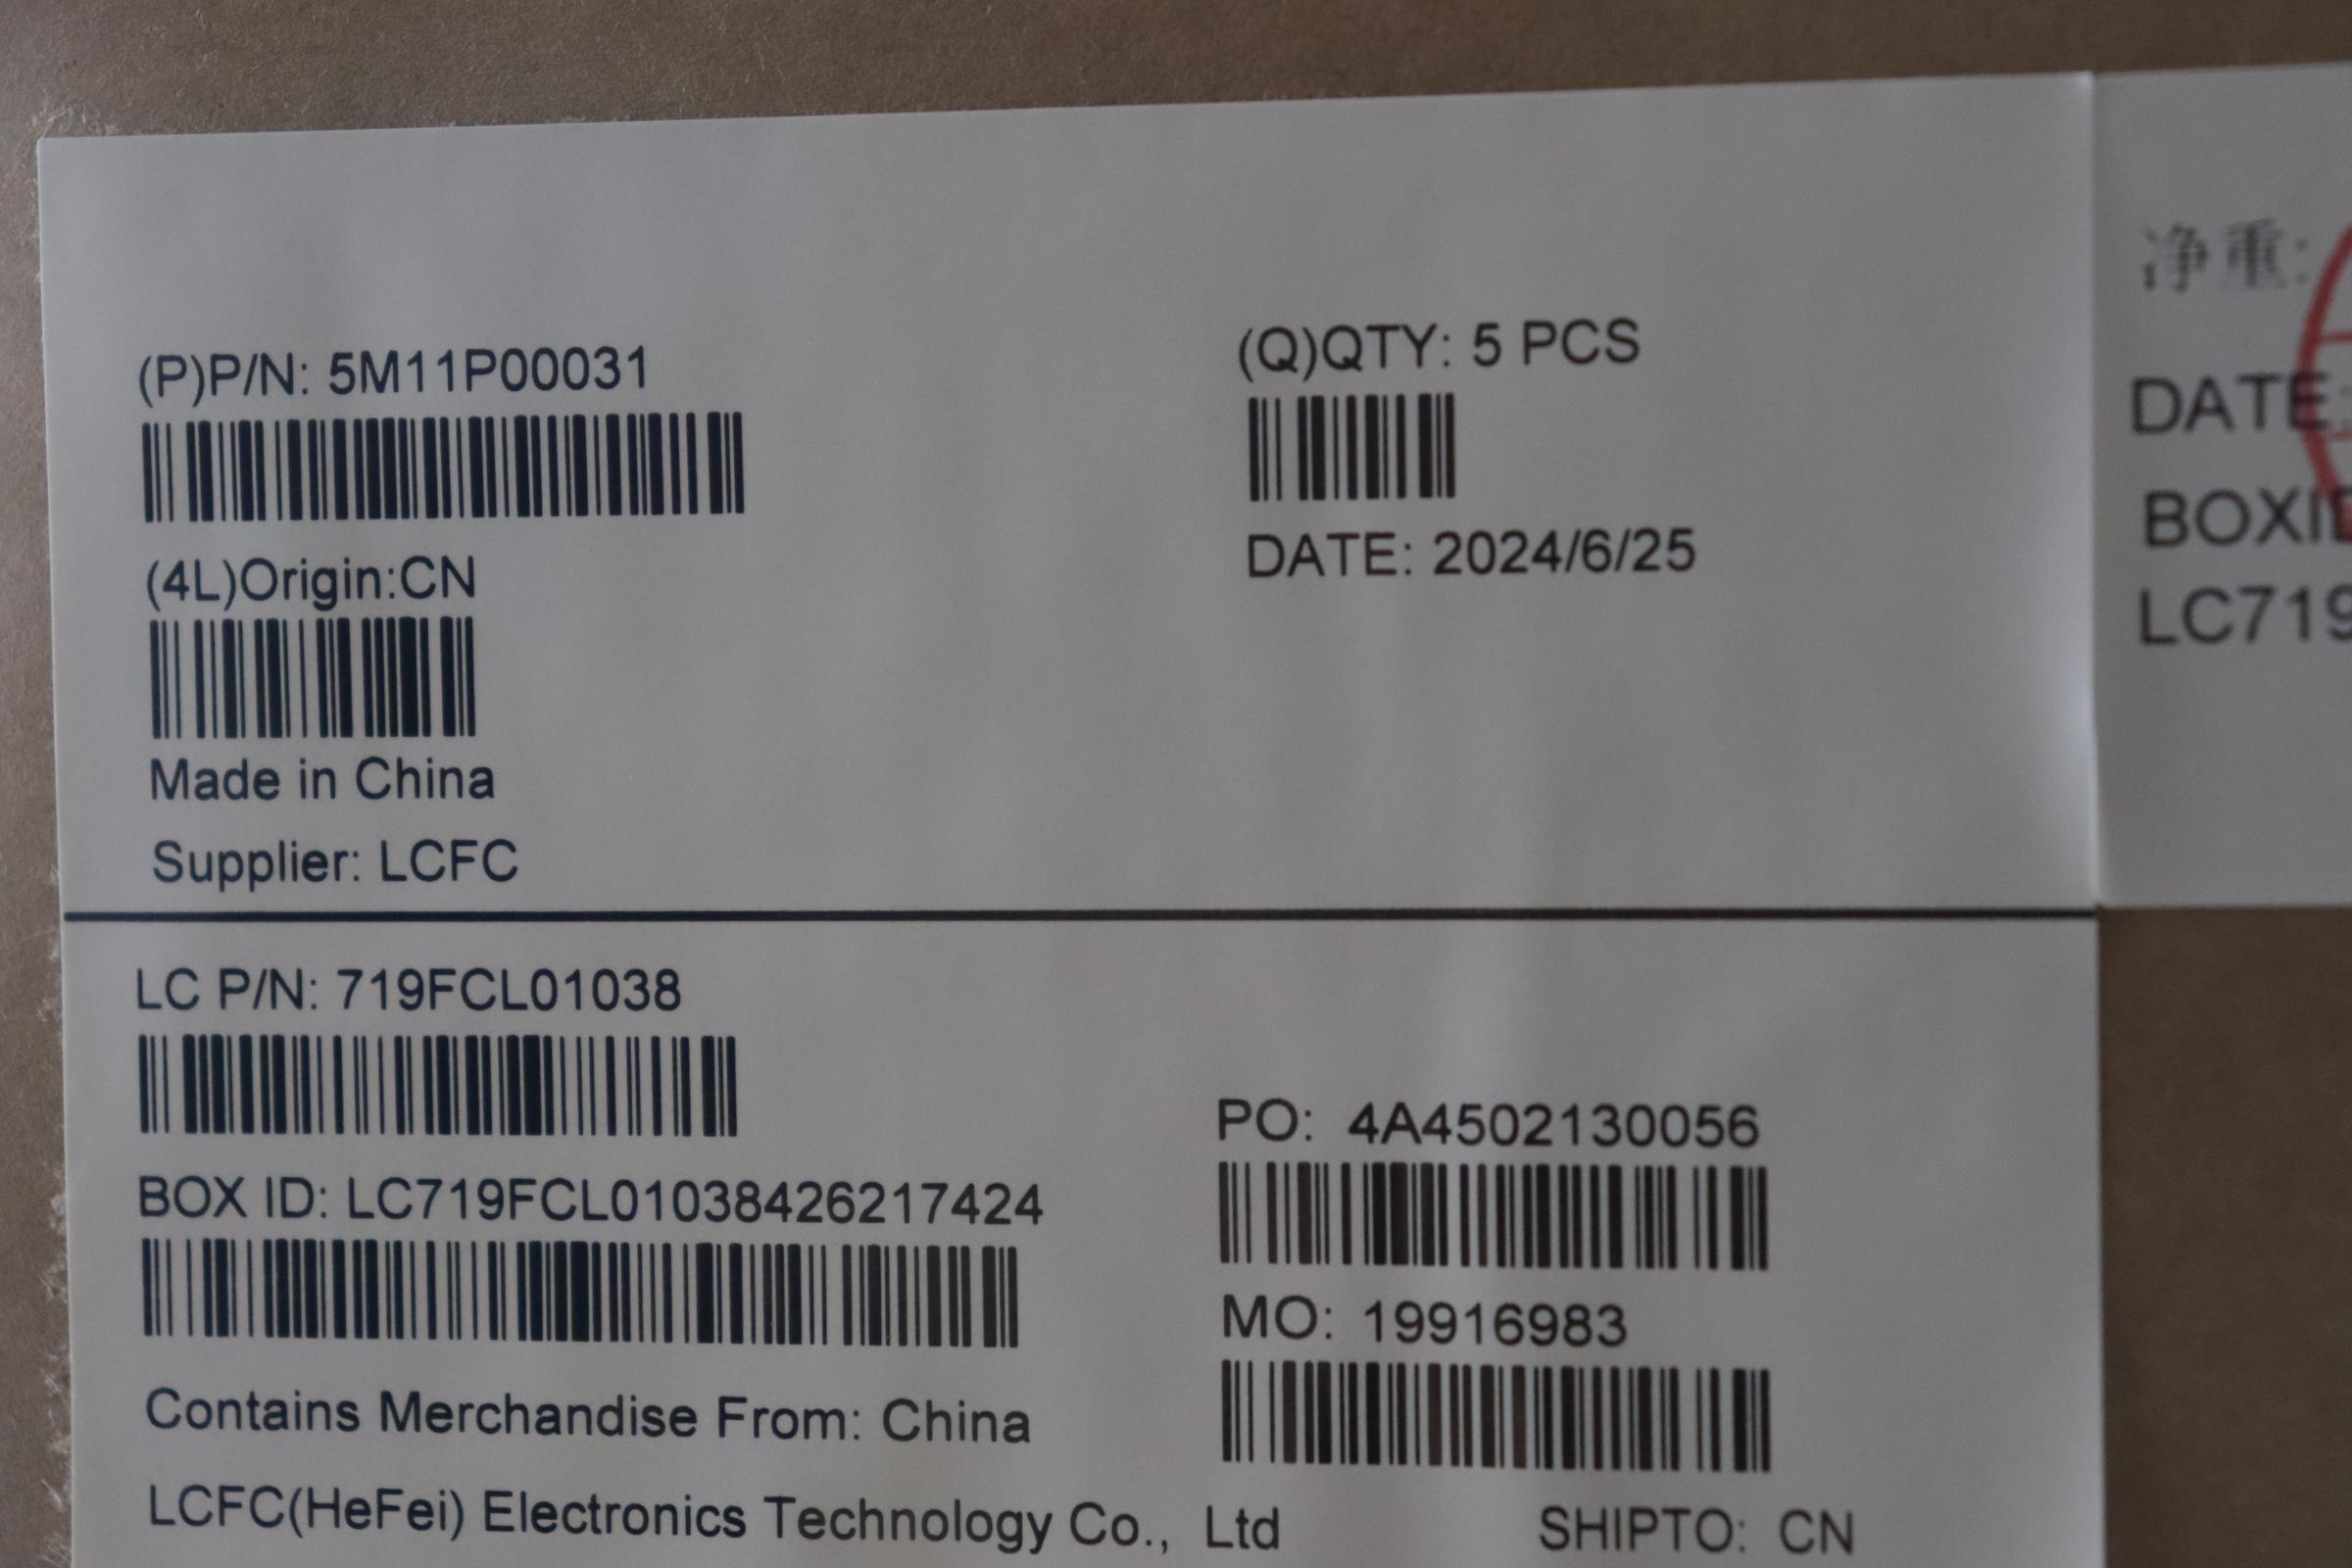 (P)P/N: 5M11P00031
(Q)QTY: 5 PCS
(4L)Origin:CN
DATE: 2024/6/25
Made in China
Supplier: LCFC
LC P/N: 719FCL01038
PO: 4A4502130056
BOX ID: LC719FCL01038426217424
MO: 19916983
Contains Merchandise From: China
LCFC(HeFei) Electronics Technology Co., Ltd
SHIPTO: CN
净重:
DATE:
BOXID
LC719